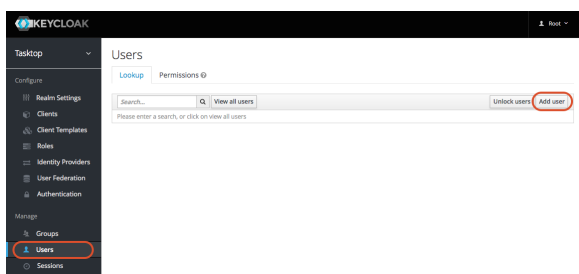 KEYCLOAK
Root
Tasktop
Users
Lookup Permissions
Configure
Search... View all users Unlock users Add user
Please enter a search, or click on view all users
Realm Settings
Clients
Client Templates
Roles
Identity Providers
User Federation
Authentication
Manage
Groups
Users
Sessions